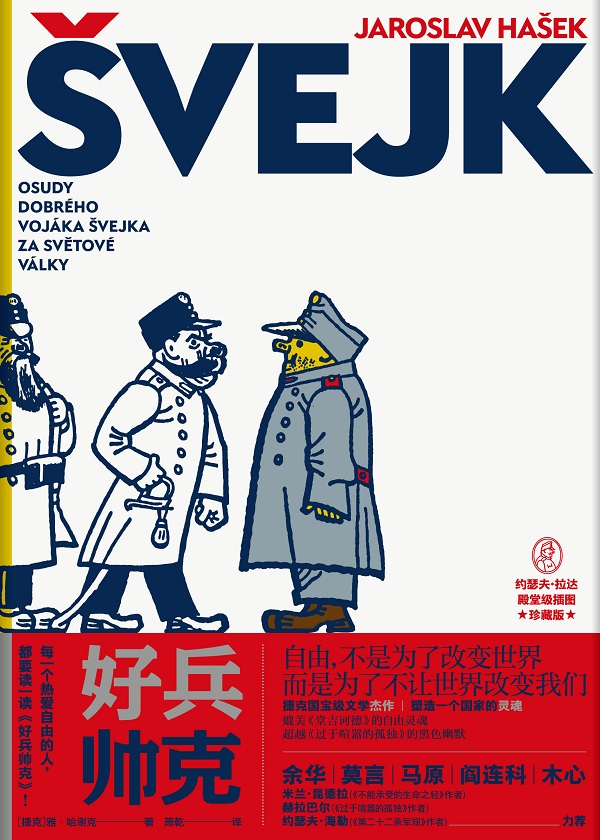 JAROSLAV HAŠEK
ŠVEJK
OSUDY
DOBRÉHO
VOJÁKA ŠVEJKA
ZA SVĚTOVÉ
VÁLKY
约瑟夫·拉达
殿堂级插图
★珍藏版★
每一个热爱自由的人，
都要读一读《好兵帅克》！
好兵
帅克
[捷克]雅·哈谢克 著 萧乾 译
自由，不是为了改变世界
而是为了不让世界改变我们
捷克国宝级文学杰作｜塑造一个国家的灵魂
媲美《堂吉诃德》的自由灵魂
超越《过于喧嚣的孤独》的黑色幽默
余华｜莫言｜马原｜阎连科｜木心
米兰·昆德拉(《不能承受的生命之轻》作者)
赫拉巴尔(《过于喧嚣的孤独》作者)
约瑟夫·海勒(《第二十二条军规》作者) 力荐